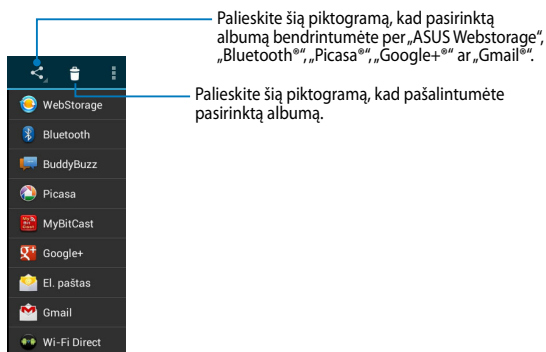 Palieskite šią piktogramą, kad pasirinktą
albumą bendrintumėte per „ASUS Webstorage“,
„Bluetooth®“, „Picasa®“, „Google+®“ ar „Gmail®“.
Palieskite šią piktogramą, kad pašalintumėte
pasirinktą albumą.
WebStorage
Bluetooth
BuddyBuzz
Picasa
MyBitCast
Google+
El. paštas
Gmail
Wi-Fi Direct